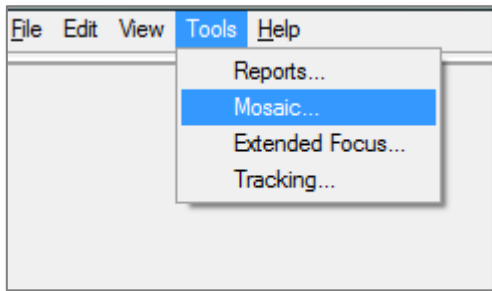 File Edit View Tools Help
Reports...
Mosaic...
Extended Focus...
Tracking...